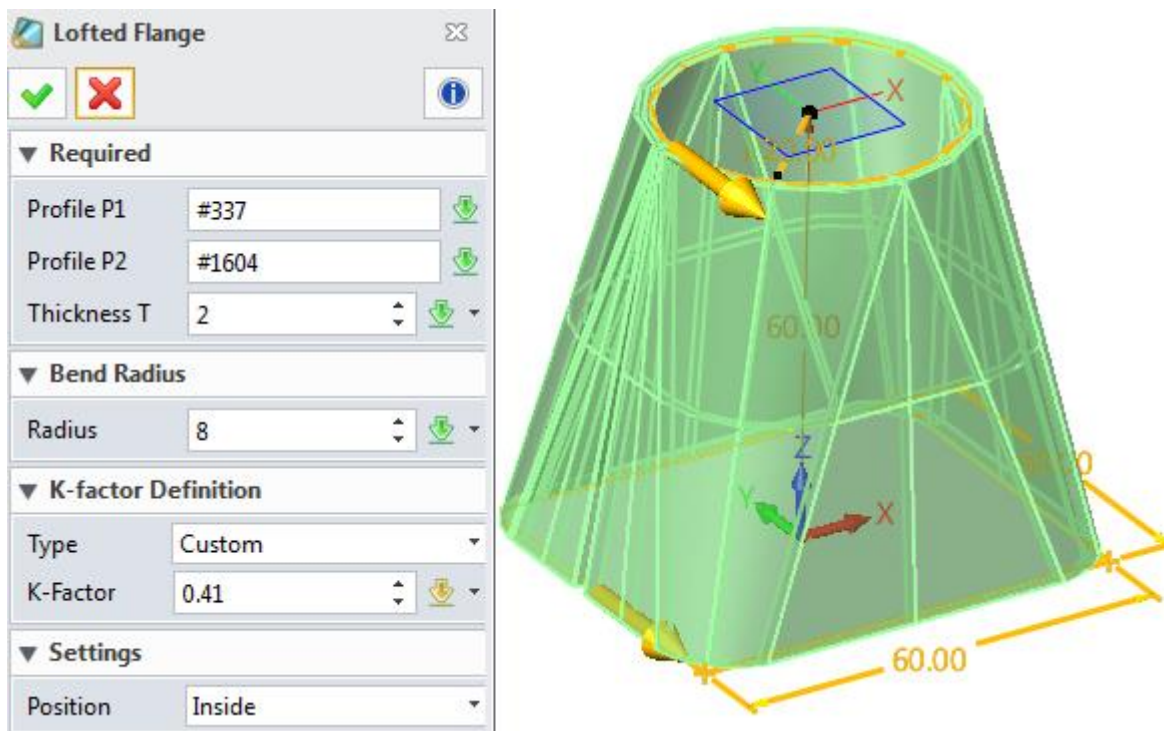 Lofted Flange
Required
Profile P1 #337
Profile P2 #1604
Thickness T 2
Bend Radius
Radius 8
K-factor Definition
Type Custom
K-Factor 0.41
Settings
Position Inside
Y
X
60.00
Z
Y
X
60.00